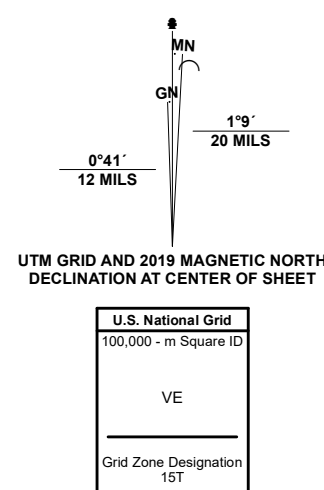 MN
GN
1°9´
20 MILS
0°41´
12 MILS
UTM GRID AND 2019 MAGNETIC NORTH
DECLINATION AT CENTER OF SHEET
U.S. National Grid
100,000 - m Square ID
VE
Grid Zone Designation
15T